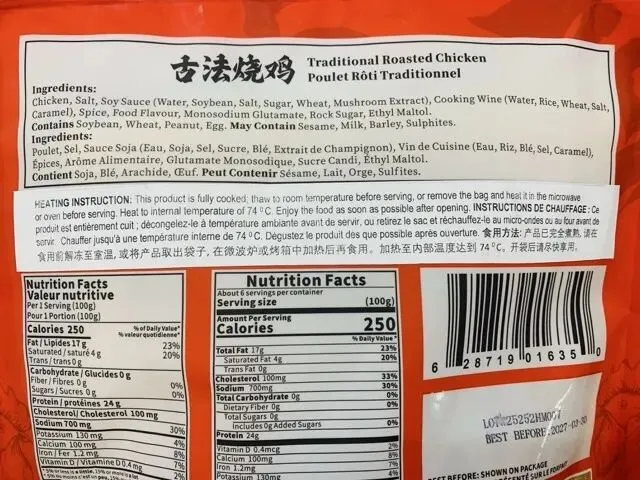 古法烧鸡 Traditional Roasted Chicken
Poulet Rôti Traditionnel
Ingredients:
Chicken, Salt, Soy Sauce (Water, Soybean, Salt, Sugar, Wheat, Mushroom Extract), Cooking Wine (Water, Rice, Wheat, Salt,
Caramel), Spice, Food Flavour, Monosodium Glutamate, Rock Sugar, Ethyl Maltol.
Contains Soybean, Wheat, Peanut, Egg. May Contain Sesame, Milk, Barley, Sulphites.
Ingredients:
Poulet, Sel, Sauce Soja (Eau, Soja, Sel, Sucre, Blé, Extrait de Champignon), Vin de Cuisine (Eau, Riz, Blé, Sel, Caramel),
Épices, Arôme Alimentaire, Glutamate Monosodique, Sucre Candi, Éthyl Maltol.
Contient Soja, Blé, Arachide, Œuf. Peut Contenir Sésame, Lait, Orge, Sulfites.
HEATING INSTRUCTION: This product is fully cooked; thaw to room temperature before serving, or remove the bag and heat it in the microwave
or oven before serving. Heat to internal temperature of 74 °C. Enjoy the food as soon as possible after opening. INSTRUCTIONS DE CHAUFFAGE : Ce
produit est entièrement cuit ; décongelez-le à température ambiante avant de servir, ou retirez le sac et réchauffez-le au micro-ondes ou au four avant de
servir. Chauffer jusqu'à une température interne de 74 °C. Dégustez le produit dès que possible après ouverture. 食用方法: 产品已完全煮熟, 请在
食用前解冻至室温, 或将产品取出袋子, 在微波炉或烤箱中加热后再食用。加热至内部温度达到 74 °C。开袋后请尽快享用。
Nutrition Facts
Valeur nutritive
Per 1 Serving (100g)
Pour 1 Portion (100g)
Calories 250 % of Daily Value*
% valeur quotidienne*
Fat / Lipides 17 g 23%
Saturated / saturé 4 g 20%
Trans / trans 0 g
Carbohydrate / Glucides 0 g
Fiber / Fibres 0 g 0%
Sugars / Sucres 0 g 0%
Protein / protéines 24 g
Cholesterol / Cholesterol 100 mg
Sodium 700 mg 30%
Potassium 130 mg 4%
Calcium 100 mg 8%
Iron / Fer 1.2 mg 7%
Vitamin D / Vitamine D 0.4 mg 2%
Nutrition Facts
About 6 servings per container
Serving size (100g)
Amount Per Serving
Calories 250
% Daily Value*
Total Fat 17g 23%
Saturated Fat 4g 20%
Trans Fat 0g
Cholesterol 100mg 33%
Sodium 700mg 30%
Total Carbohydrate 0g 0%
Dietary Fiber 0g 0%
Total Sugars 0g
Includes 0g Added Sugars 0%
Protein 24g
Vitamin D 0.4mcg 2%
Calcium 100mg 8%
Iron 1.2mg 7%
Potassium 130mg 4%
6 28719 01635 0
LOT#25252HM007
BEST BEFORE:2027-03-30
BEST BEFORE: SHOWN ON PACKAGE